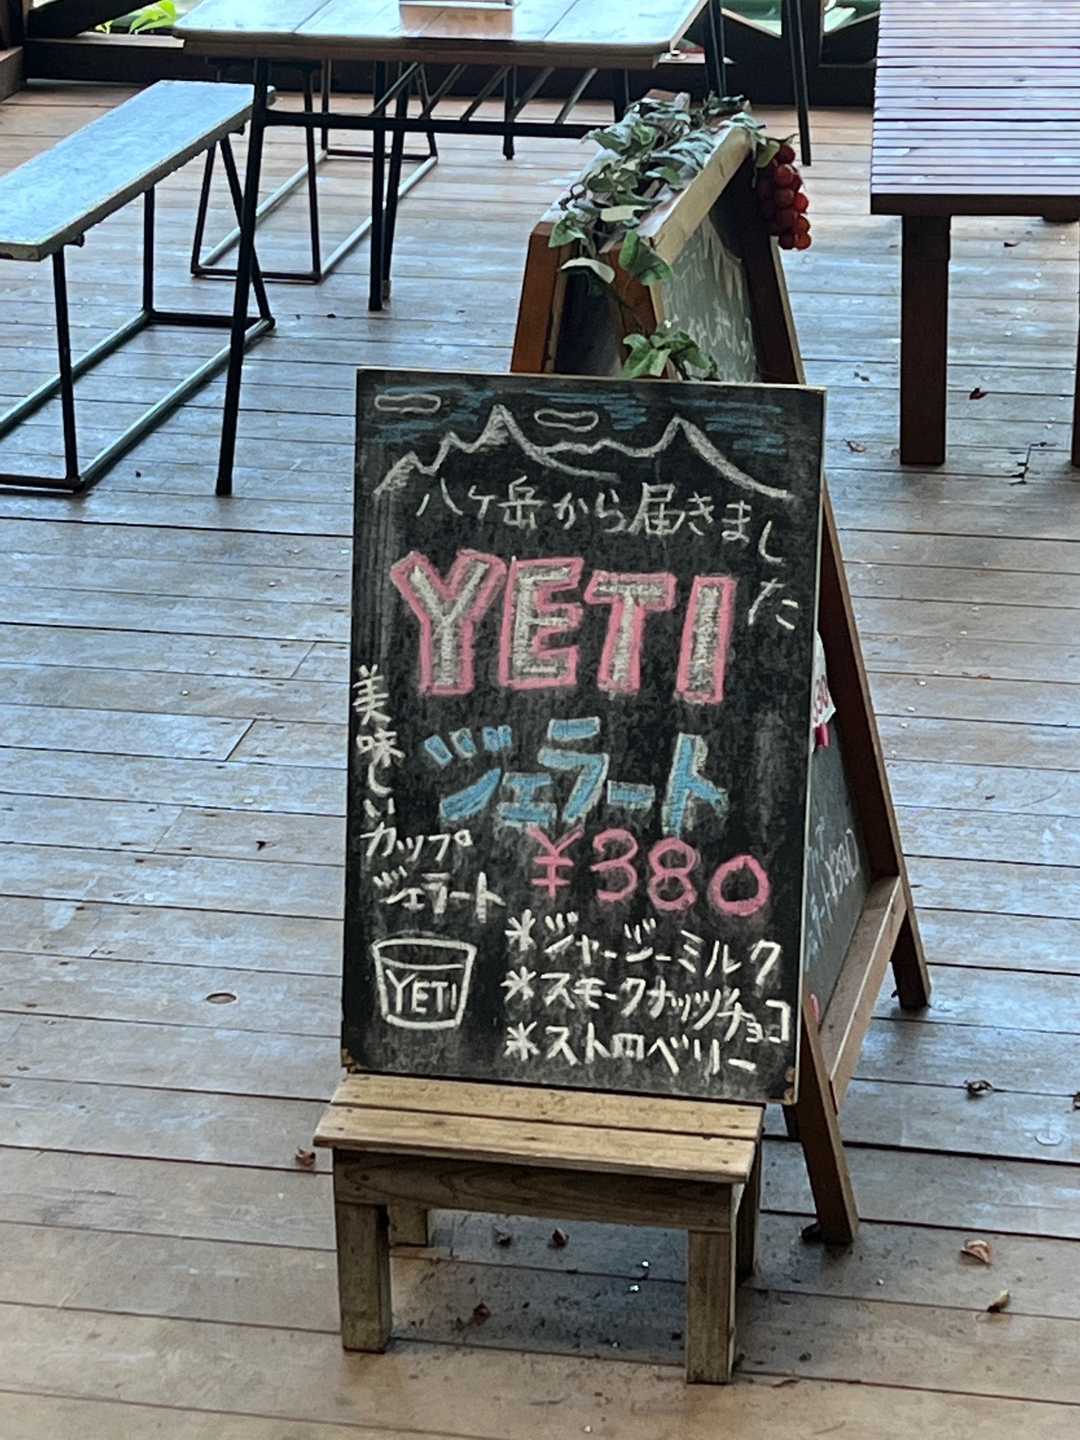 八ヶ岳から届きました
YETI
ジェラート
¥380
美味しい
カップ
ジェラート
YETI
＊ジャージーミルク
＊スモークナッツチョコ
＊ストロベリー